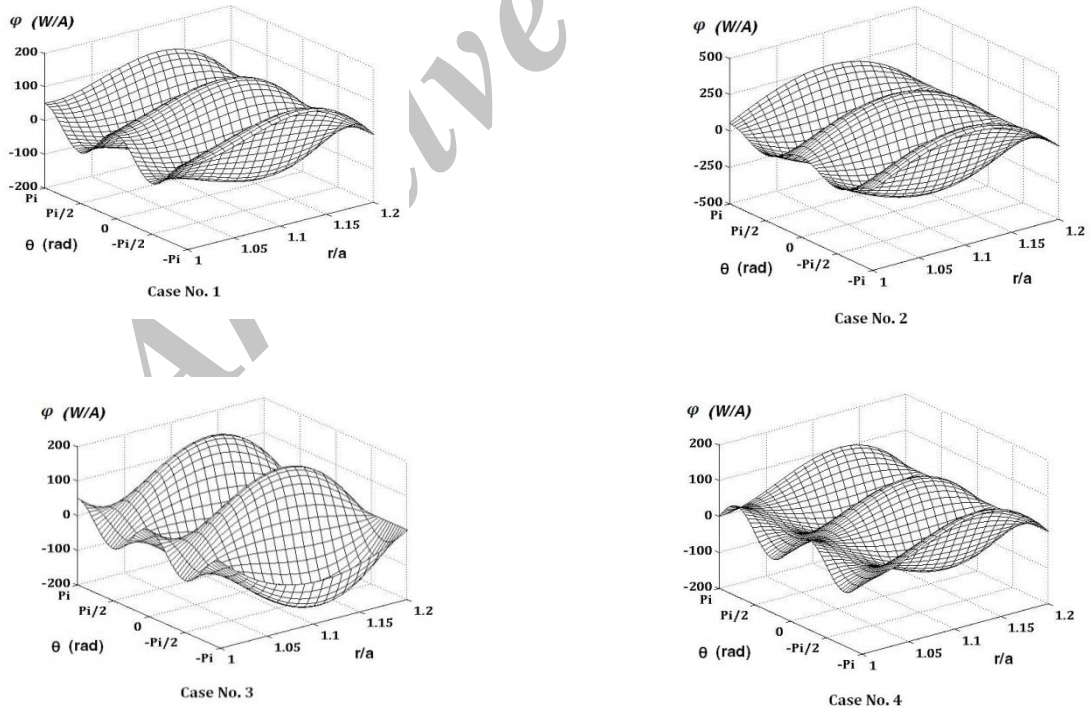 φ (W/A)
200
100
0
-100
-200
Pi
Pi/2
0
-Pi/2
-Pi
θ (rad)
1
1.05
1.1
1.15
1.2
r/a
Case No. 1
φ (W/A)
500
250
0
-250
-500
Pi
Pi/2
0
-Pi/2
-Pi
θ (rad)
1
1.05
1.1
1.15
1.2
r/a
Case No. 2
φ (W/A)
200
100
0
-100
-200
Pi
Pi/2
0
-Pi/2
-Pi
θ (rad)
1
1.05
1.1
1.15
1.2
r/a
Case No. 3
φ (W/A)
200
100
0
-100
-200
Pi
Pi/2
0
-Pi/2
-Pi
θ (rad)
1
1.05
1.1
1.15
1.2
r/a
Case No. 4